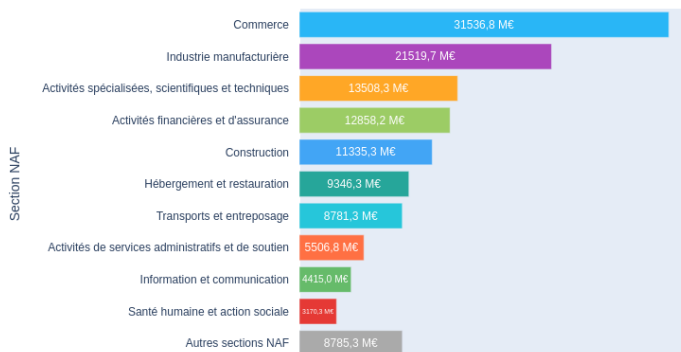 Section NAF
Commerce 31536,8 M€
Industrie manufacturière 21519,7 M€
Activités spécialisées, scientifiques et techniques 13508,3 M€
Activités financières et d'assurance 12858,2 M€
Construction 11335,3 M€
Hébergement et restauration 9346,3 M€
Transports et entreposage 8781,3 M€
Activités de services administratifs et de soutien 5506,8 M€
Information et communication 4415,0 M€
Santé humaine et action sociale 3170,3 M€
Autres sections NAF 8785,3 M€